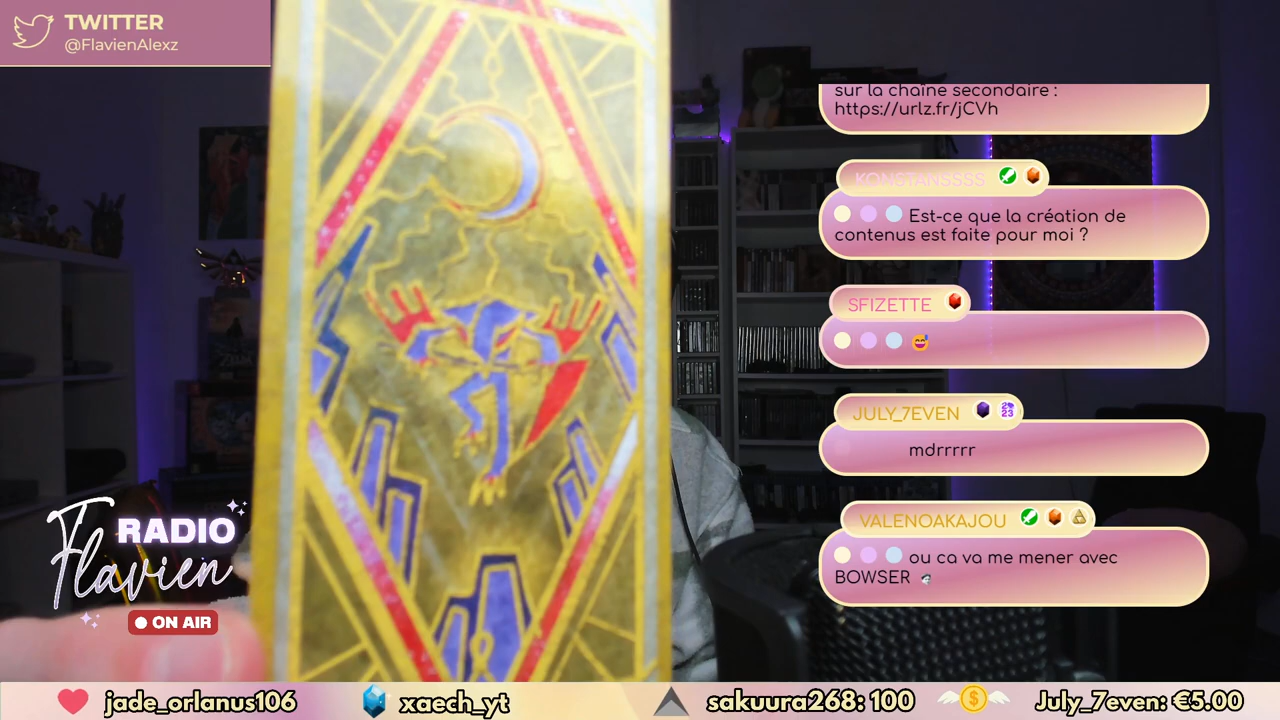 TWITTER
@FlavienAlexz
sur la chaîne secondaire :
https://urlz.fr/jCVh
KONSTANSSSS
Est-ce que la création de
contenus est faite pour moi ?
SFIZETTE
JULY_7EVEN
mdrrrrr
VALENOAKAJOU
ou ca va me mener avec
BOWSER
RADIO
Flavien
ON AIR
jade_orlanus106
xaech_yt
sakuura268: 100
July_7even: €5.00